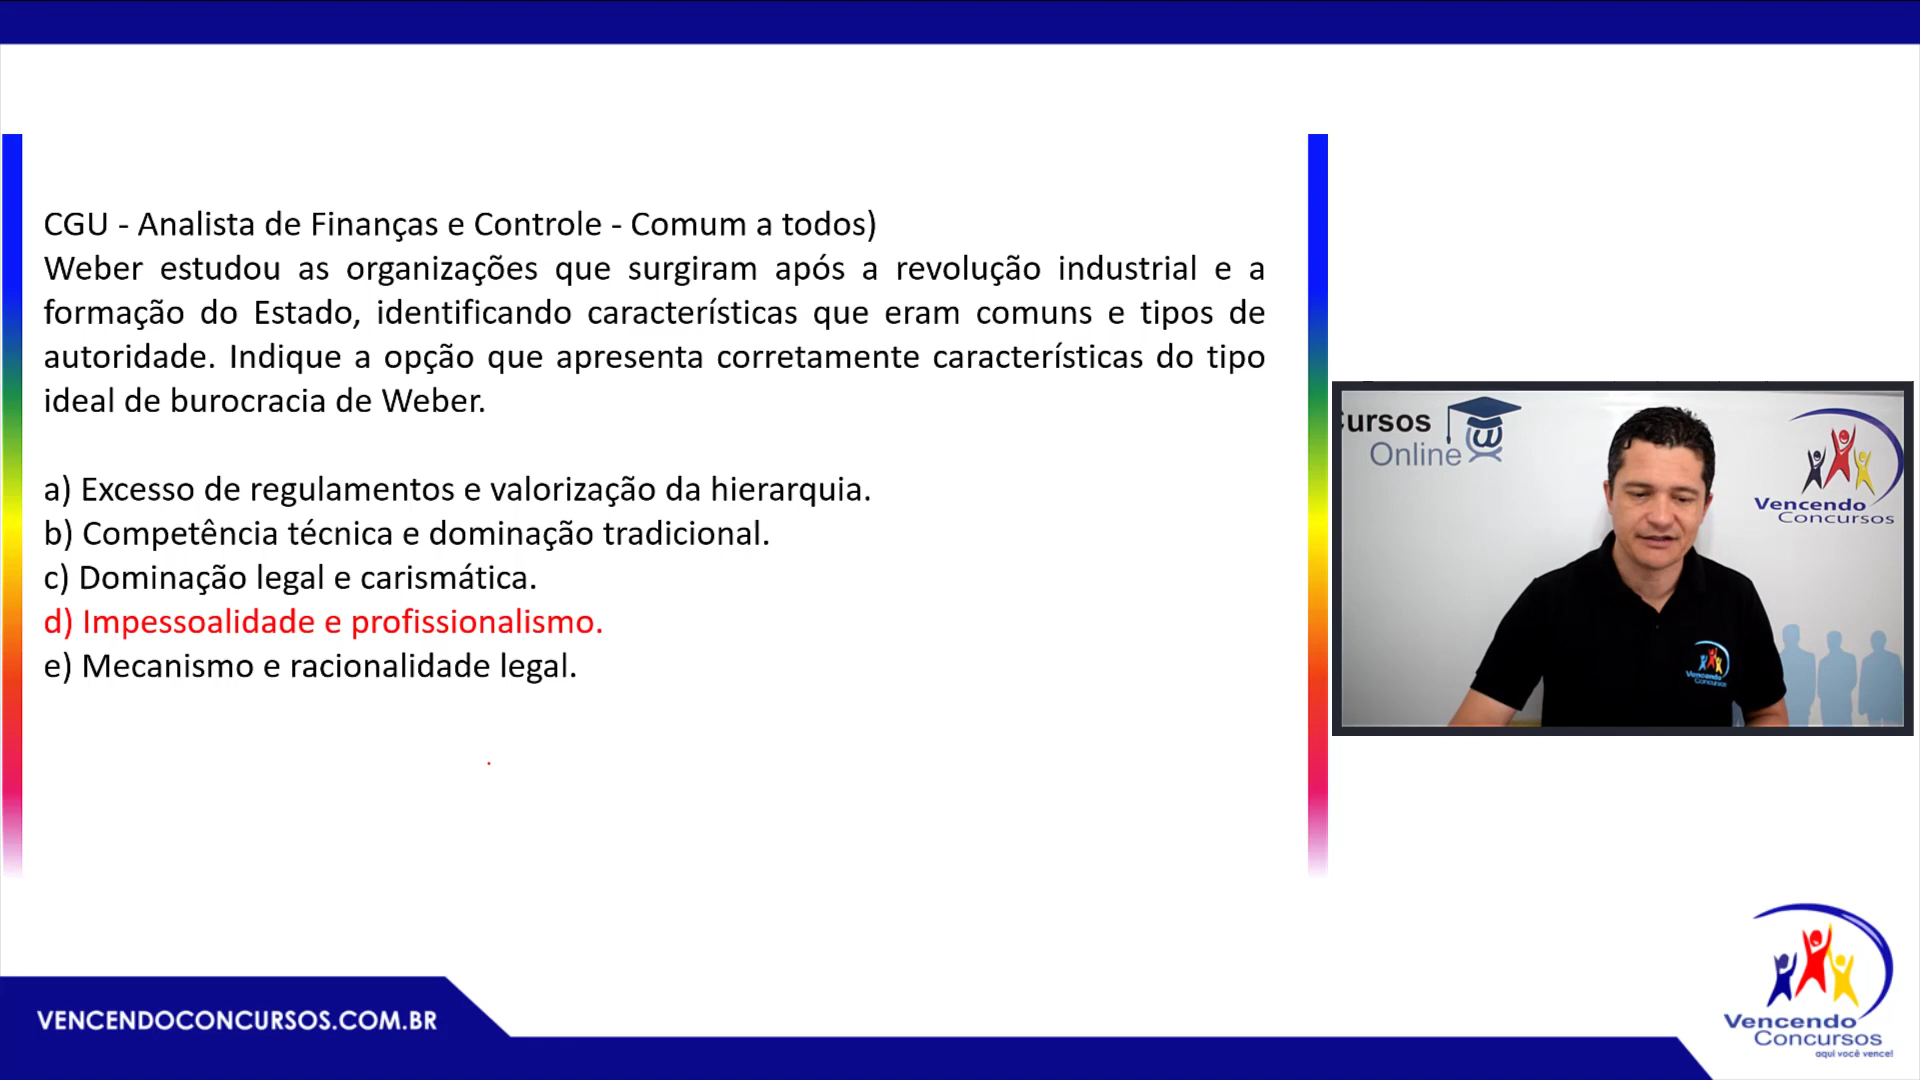 CGU - Analista de Finanças e Controle - Comum a todos)
Weber estudou as organizações que surgiram após a revolução industrial e a
formação do Estado, identificando características que eram comuns e tipos de
autoridade. Indique a opção que apresenta corretamente características do tipo
ideal de burocracia de Weber.
a) Excesso de regulamentos e valorização da hierarquia.
b) Competência técnica e dominação tradicional.
c) Dominação legal e carismática.
d) Impessoalidade e profissionalismo.
e) Mecanismo e racionalidade legal.
Cursos
Online
Vencendo
Concursos
Vencendo
Concursos
VENCENDOCONCURSOS.COM.BR
Vencendo
Concursos
aqui você vence!